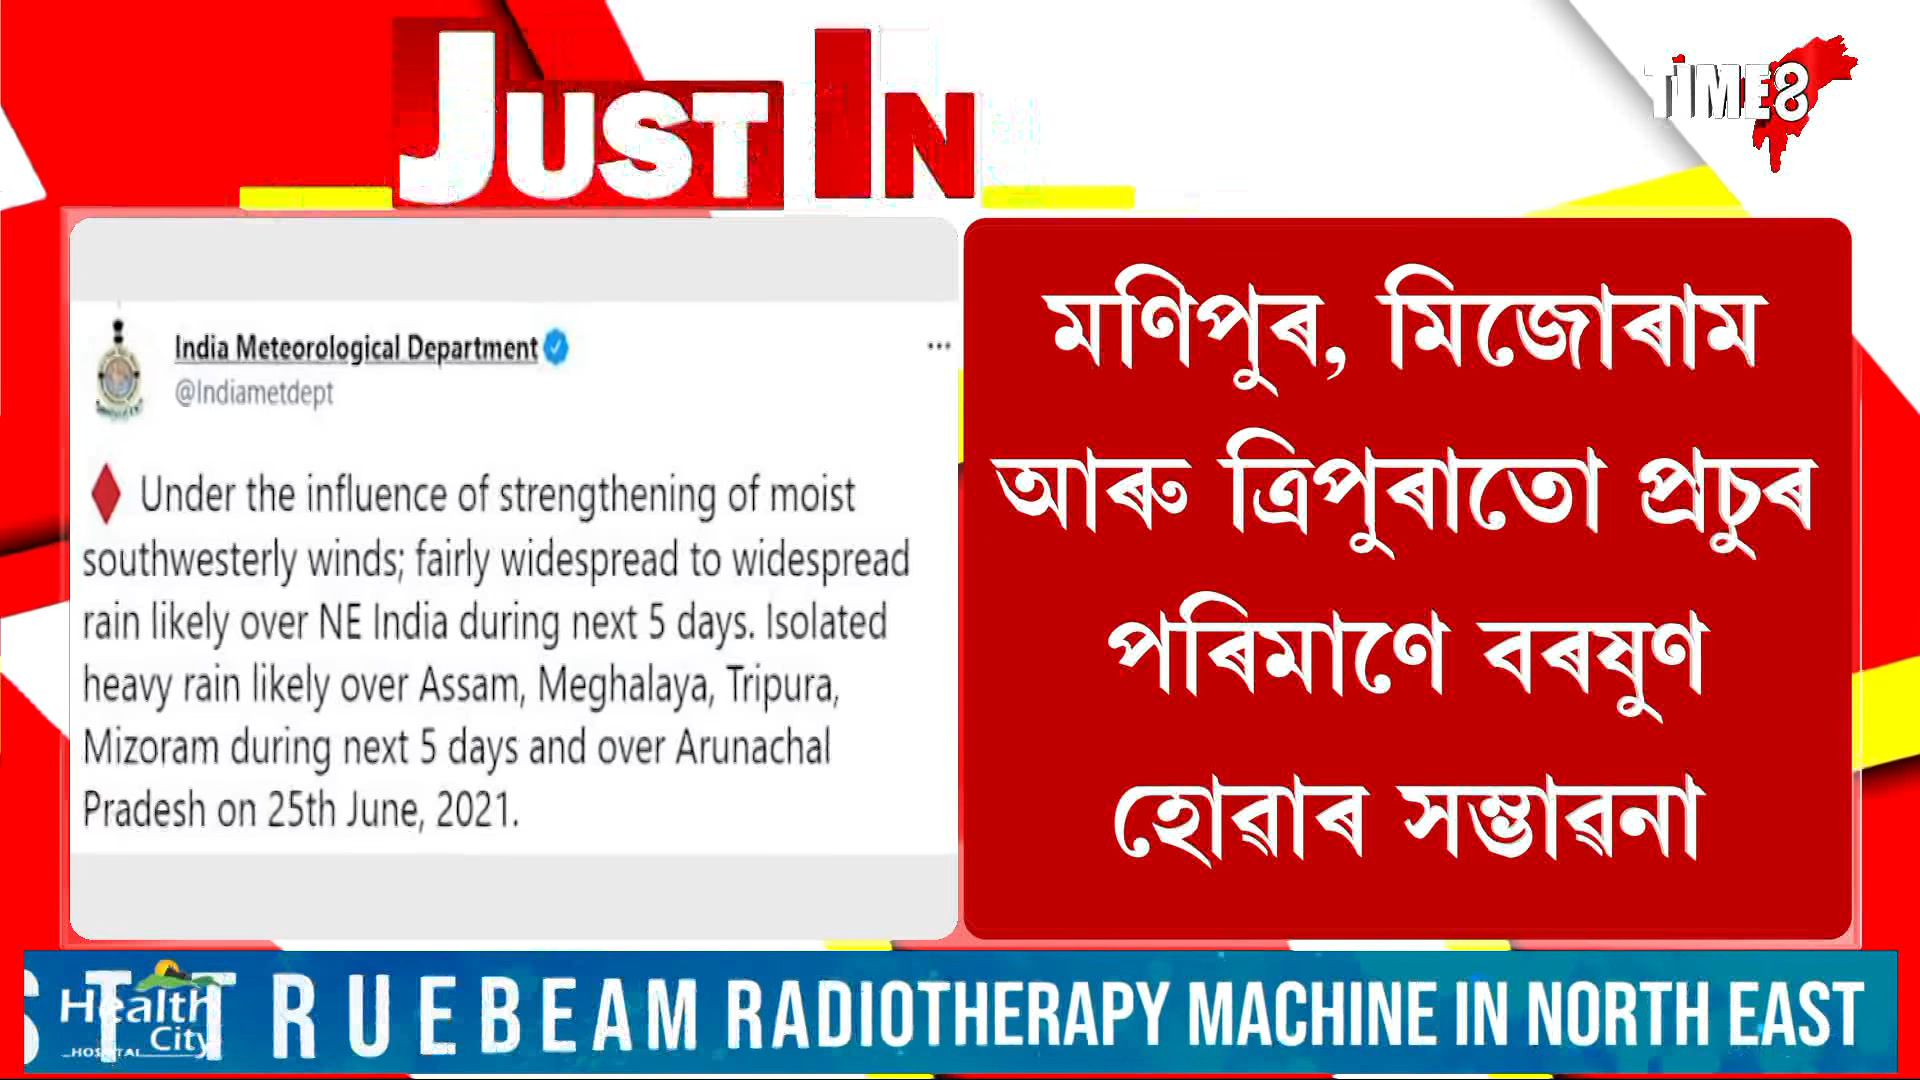 JUST IN
TIME8
India Meteorological Department
@Indiametdept
Under the influence of strengthening of moist
southwesterly winds; fairly widespread to widespread
rain likely over NE India during next 5 days. Isolated
heavy rain likely over Assam, Meghalaya, Tripura,
Mizoram during next 5 days and over Arunachal
Pradesh on 25th June, 2021.
মণিপুৰ, মিজোৰাম
আৰু ত্ৰিপুৰাতো প্ৰচুৰ
পৰিমাণে বৰষুণ
হোৱাৰ সম্ভাৱনা
Health
City
HOSPITAL
ST TRUEBEAM RADIOTHERAPY MACHINE IN NORTH EAST